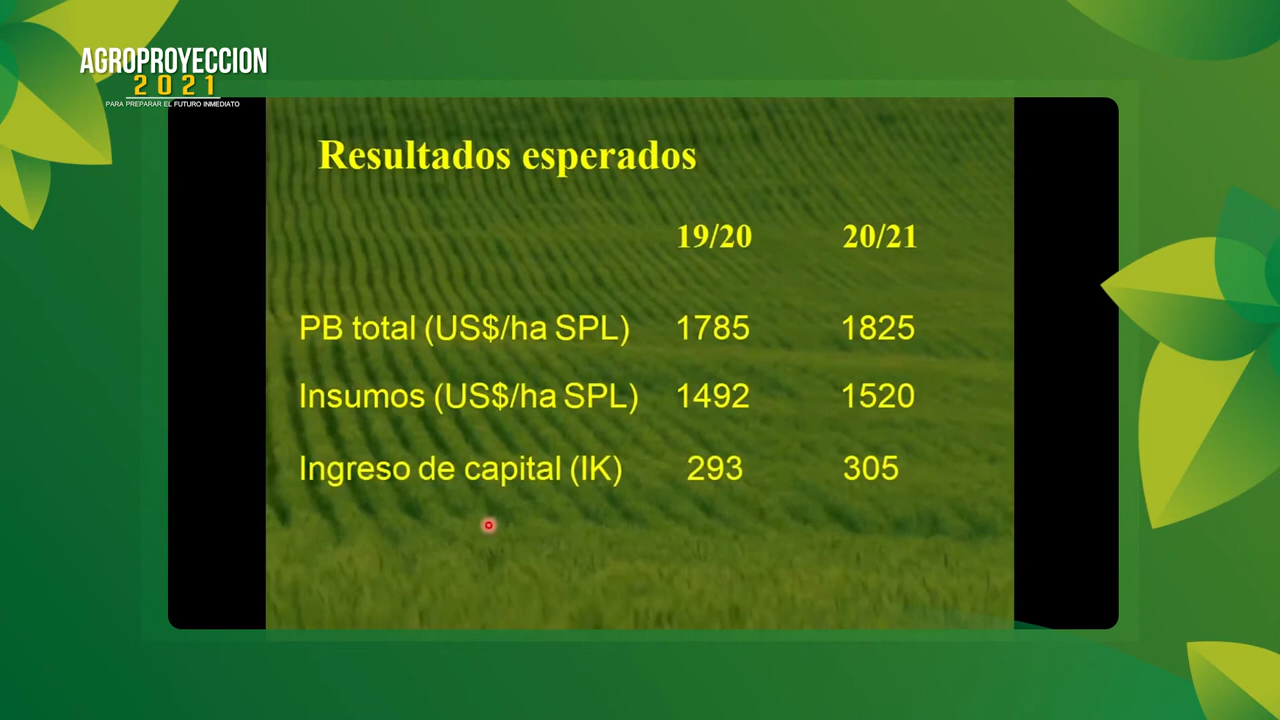 AGROPROYECCION
2021
PARA PREPARAR EL FUTURO INMEDIATO
Resultados esperados
19/20 20/21
PB total (US$/ha SPL) 1785 1825
Insumos (US$/ha SPL) 1492 1520
Ingreso de capital (IK) 293 305